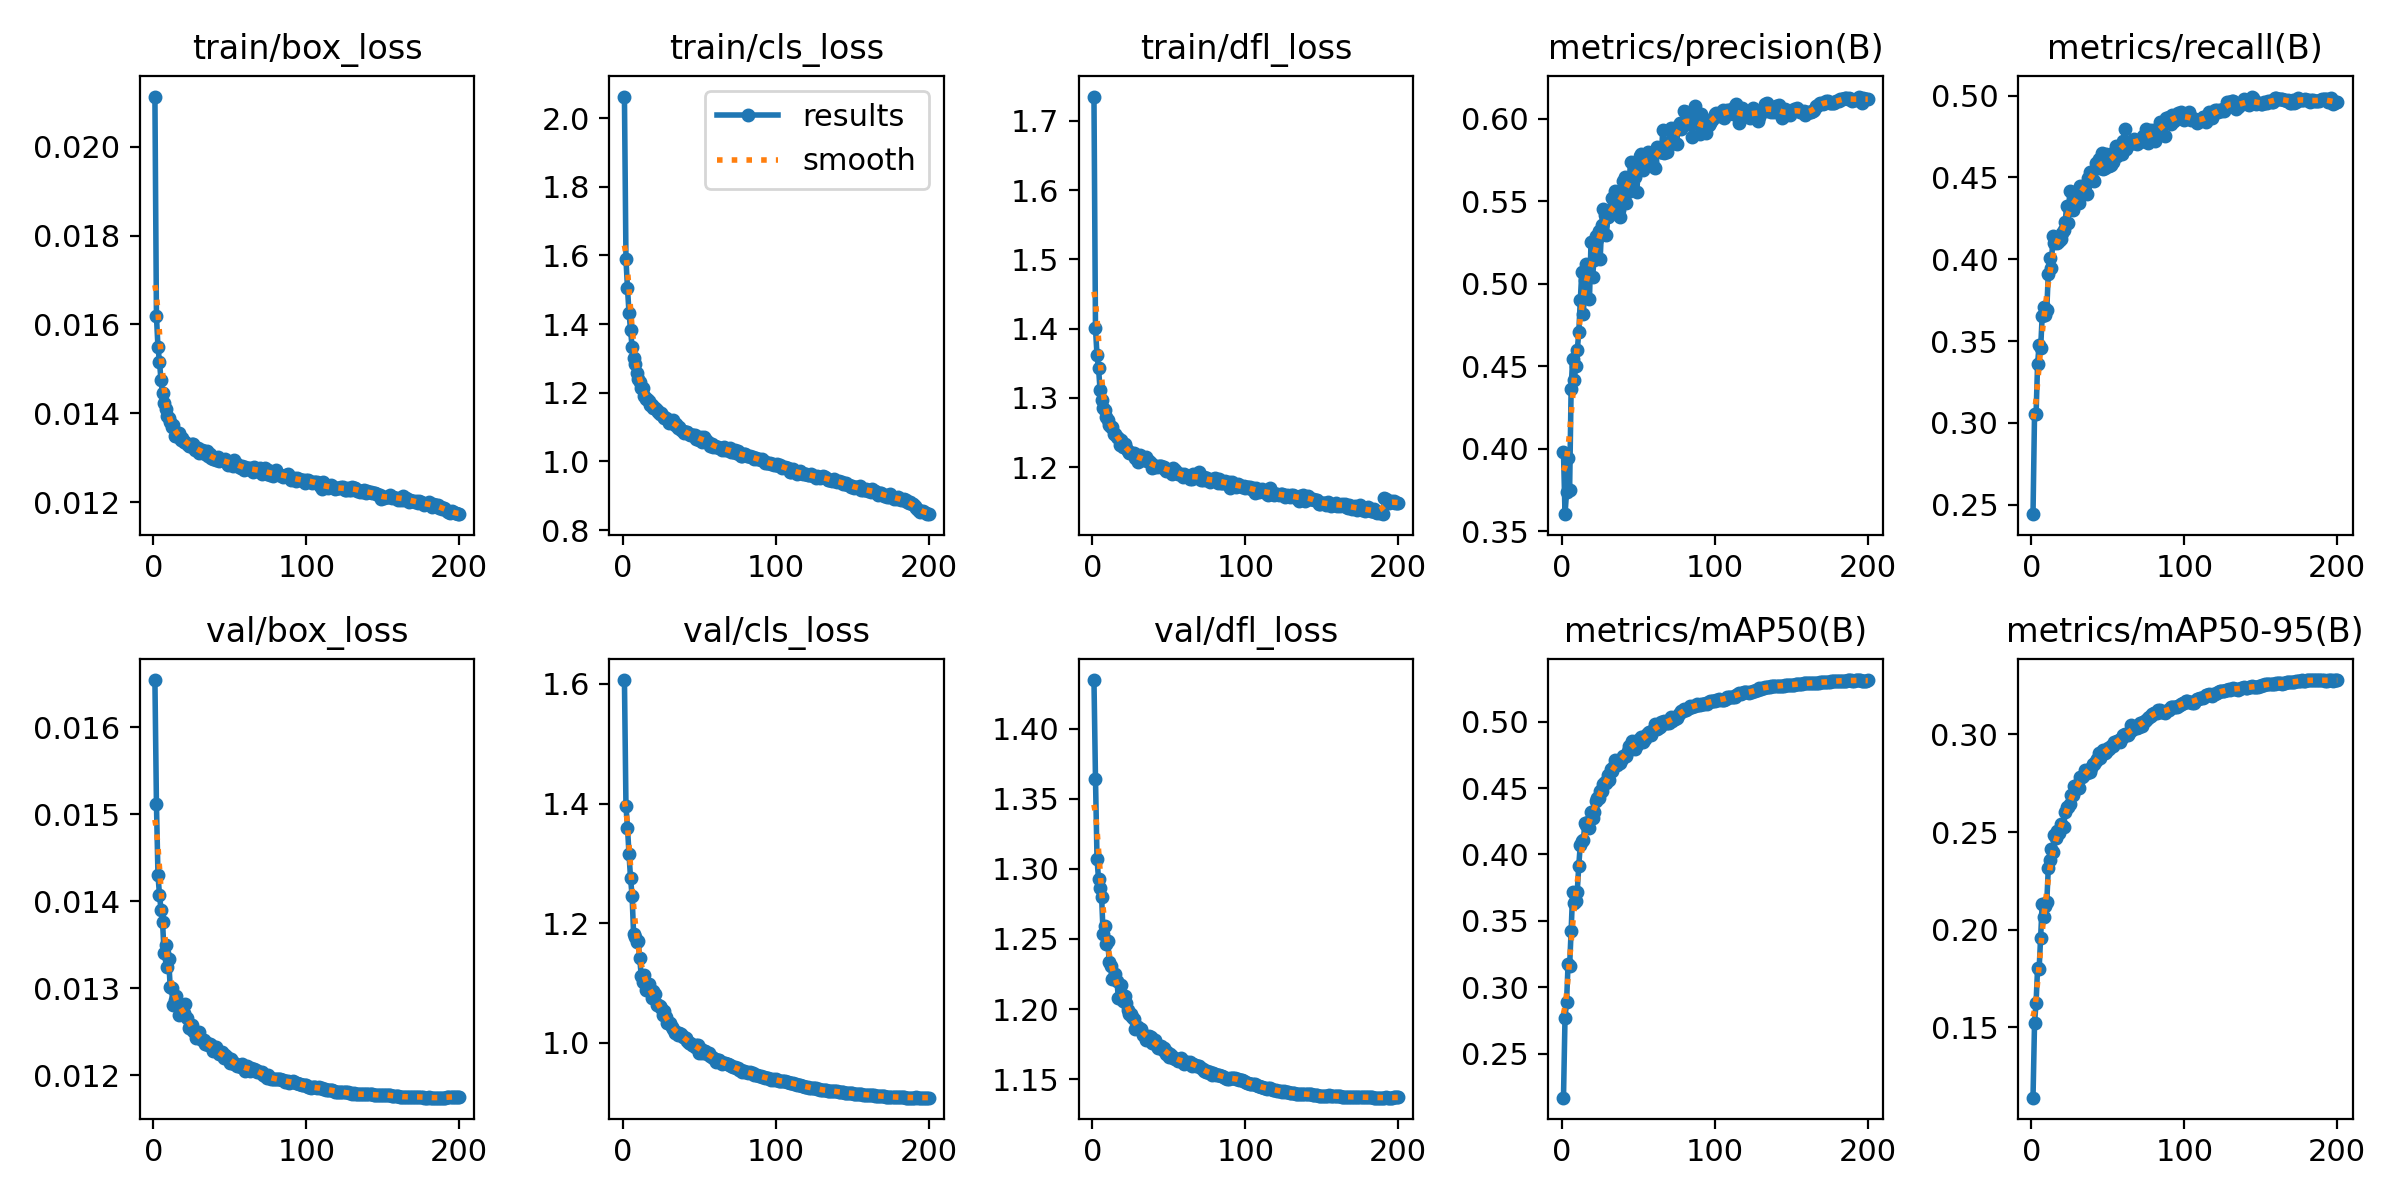 train/box_loss
0.020
0.018
0.016
0.014
0.012
0 100 200
train/cls_loss
results
smooth
2.0
1.8
1.6
1.4
1.2
1.0
0.8
0 100 200
train/dfl_loss
1.7
1.6
1.5
1.4
1.3
1.2
0 100 200
metrics/precision(B)
0.60
0.55
0.50
0.45
0.40
0.35
0 100 200
metrics/recall(B)
0.50
0.45
0.40
0.35
0.30
0.25
0 100 200
val/box_loss
0.016
0.015
0.014
0.013
0.012
0 100 200
val/cls_loss
1.6
1.4
1.2
1.0
0 100 200
val/dfl_loss
1.40
1.35
1.30
1.25
1.20
1.15
0 100 200
metrics/mAP50(B)
0.50
0.45
0.40
0.35
0.30
0.25
0 100 200
metrics/mAP50-95(B)
0.30
0.25
0.20
0.15
0 100 200